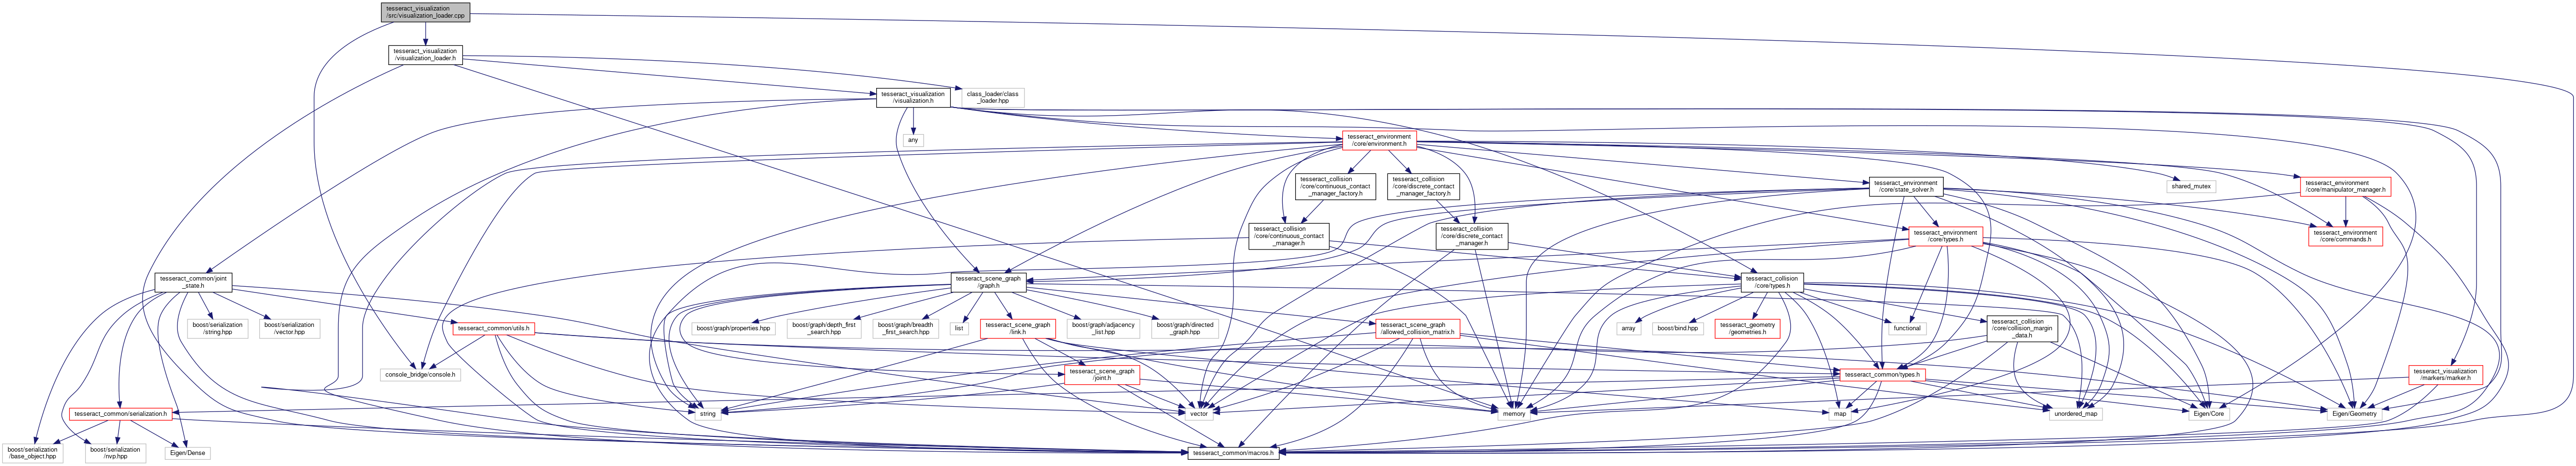 tesseract_visualization
/src/visualization_loader.cpp
tesseract_visualization
/visualization_loader.h
tesseract_visualization
/visualization.h
class_loader/class
_loader.hpp
any
tesseract_environment
/core/environment.h
tesseract_collision
/core/continuous_contact
_manager_factory.h
tesseract_collision
/core/discrete_contact
_manager_factory.h
tesseract_environment
/core/state_solver.h
shared_mutex
tesseract_environment
/core/manipulator_manager.h
tesseract_collision
/core/continuous_contact
_manager.h
tesseract_collision
/core/discrete_contact
_manager.h
tesseract_environment
/core/types.h
tesseract_environment
/core/commands.h
tesseract_common/joint
_state.h
tesseract_scene_graph
/graph.h
tesseract_collision
/core/types.h
boost/serialization
/string.hpp
boost/serialization
/vector.hpp
tesseract_common/utils.h
boost/graph/properties.hpp
boost/graph/depth_first
_search.hpp
boost/graph/breadth
_first_search.hpp
list
tesseract_scene_graph
/link.h
boost/graph/adjacency
_list.hpp
boost/graph/directed
_graph.hpp
tesseract_scene_graph
/allowed_collision_matrix.h
array
boost/bind.hpp
tesseract_geometry
/geometries.h
functional
tesseract_collision
/core/collision_margin
_data.h
console_bridge/console.h
tesseract_scene_graph
/joint.h
tesseract_common/types.h
tesseract_visualization
/markers/marker.h
tesseract_common/serialization.h
string
vector
memory
map
unordered_map
Eigen/Core
Eigen/Geometry
boost/serialization
/base_object.hpp
boost/serialization
/nvp.hpp
Eigen/Dense
tesseract_common/macros.h